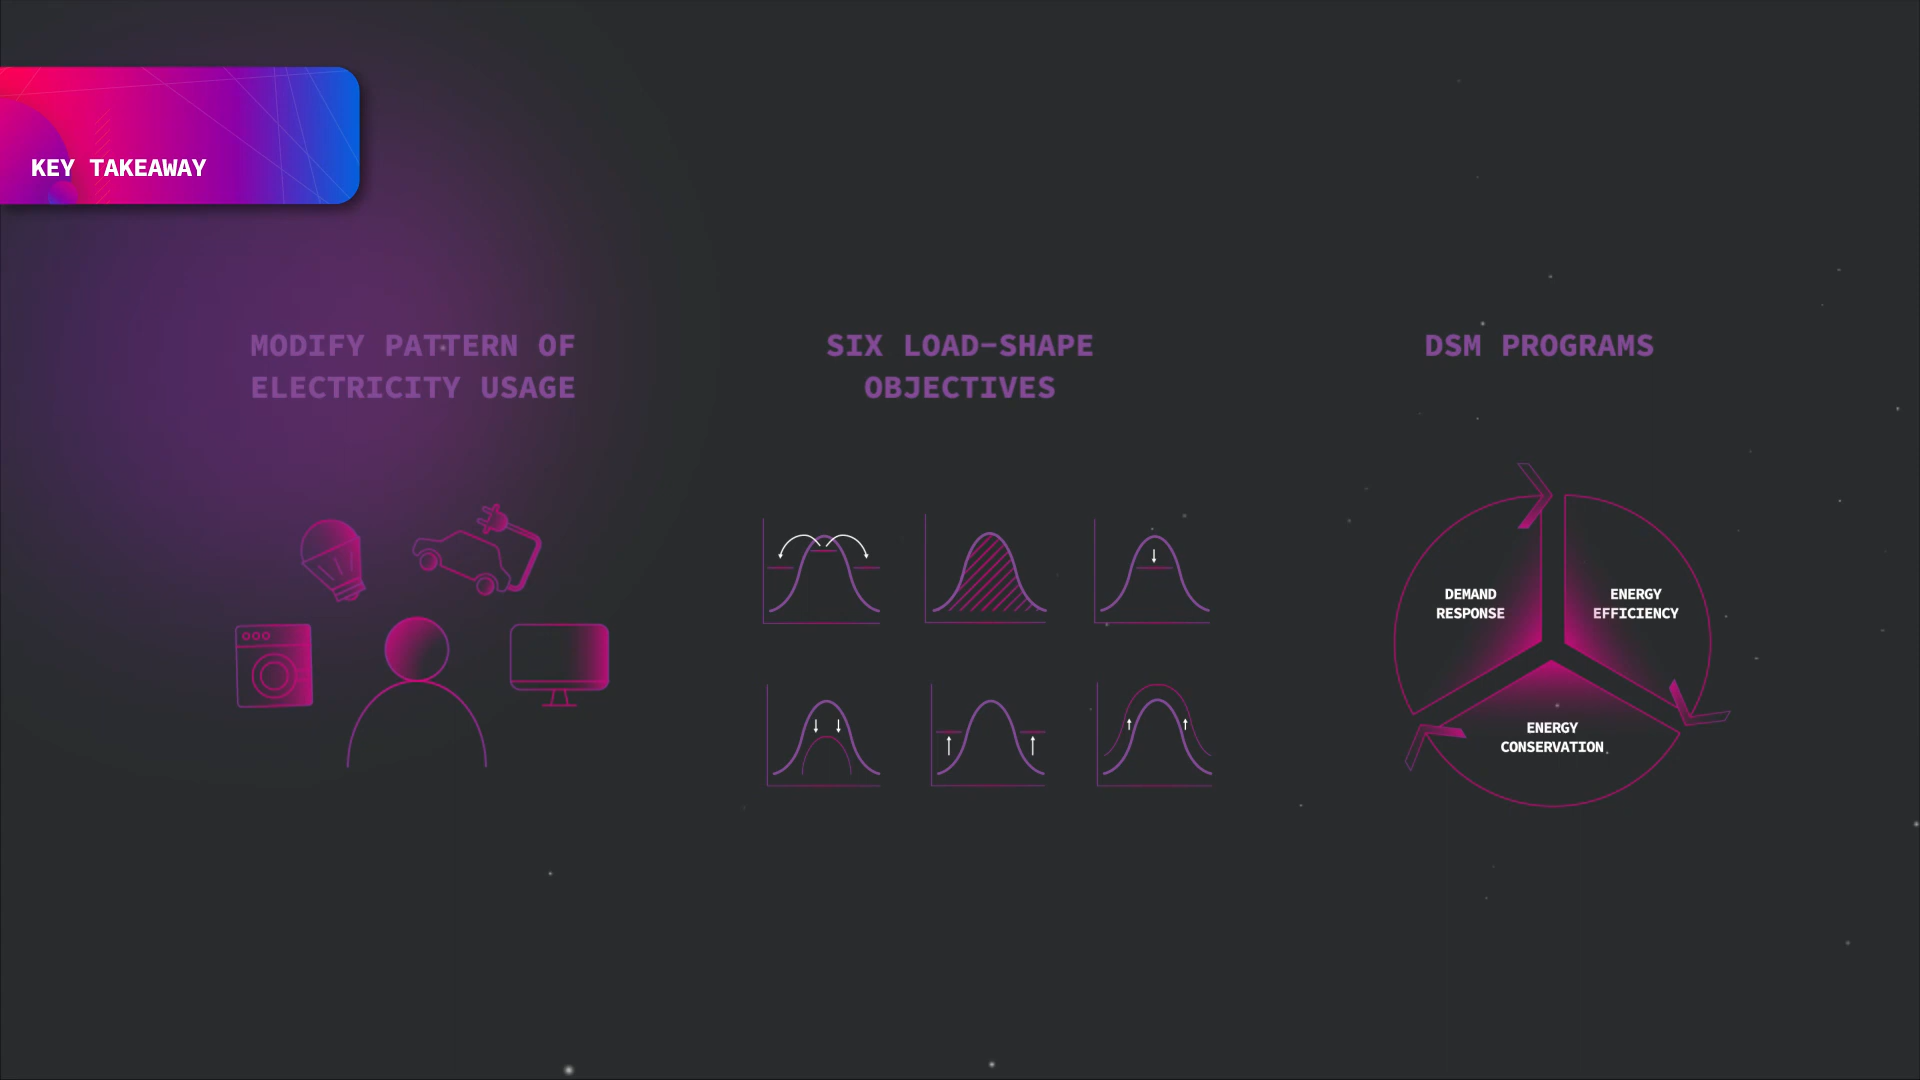 KEY TAKEAWAY
MODIFY PATTERN OF
ELECTRICITY USAGE
SIX LOAD-SHAPE
OBJECTIVES
DSM PROGRAMS
DEMAND
RESPONSE
ENERGY
EFFICIENCY
ENERGY
CONSERVATION